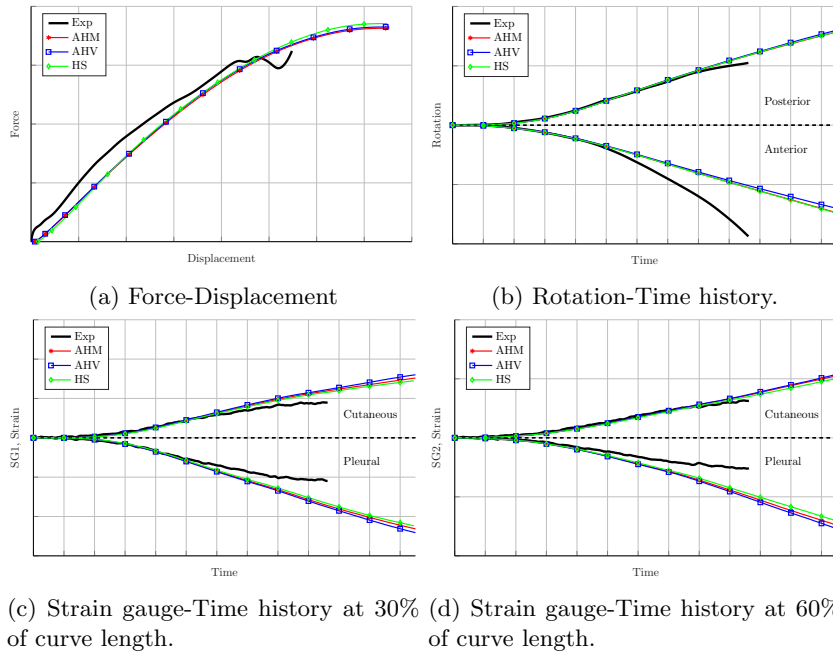 Exp
AHM
AHV
HS
Force
Displacement
(a) Force-Displacement
Exp
AHM
AHV
HS
Posterior
Anterior
Rotation
Time
(b) Rotation-Time history.
Exp
AHM
AHV
HS
Cutaneous
Pleural
SG1, Strain
Time
(c) Strain gauge-Time history at 30%
of curve length.
Exp
AHM
AHV
HS
Cutaneous
Pleural
SG2, Strain
Time
(d) Strain gauge-Time history at 60%
of curve length.